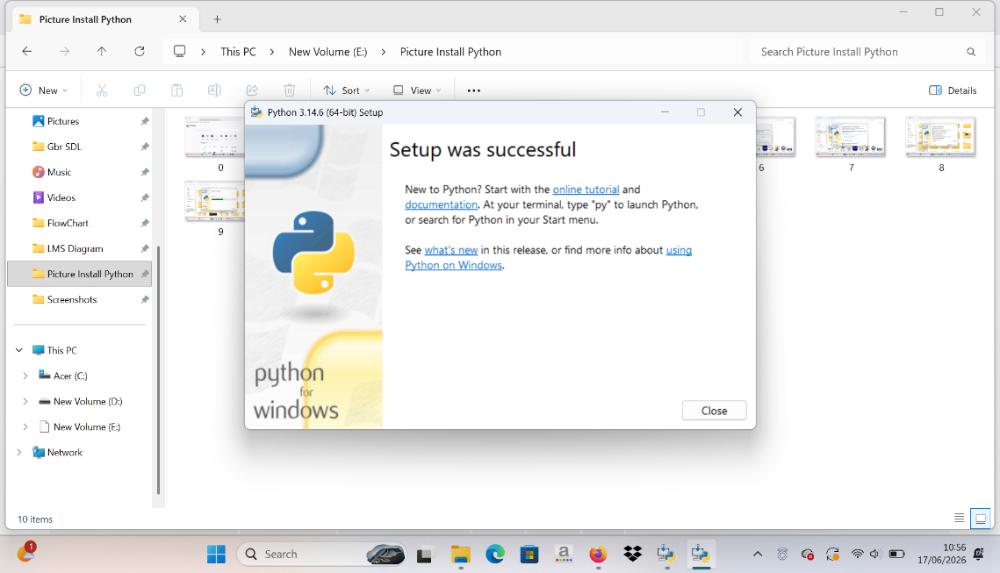 Picture Install Python
This PC
New Volume (E:)
Picture Install Python
Search Picture Install Python
New
Sort
View
Details
Pictures
Gbr SDL
Music
Videos
FlowChart
LMS Diagram
Picture Install Python
Screenshots
This PC
Acer (C:)
New Volume (D:)
New Volume (E:)
Network
0
6
7
8
9
Python 3.14.6 (64-bit) Setup
Setup was successful
New to Python? Start with the online tutorial and
documentation. At your terminal, type "py" to launch Python,
or search for Python in your Start menu.
See what's new in this release, or find more info about using
Python on Windows.
python
for
windows
Close
10 items
1
Search
a
10:56
17/06/2026